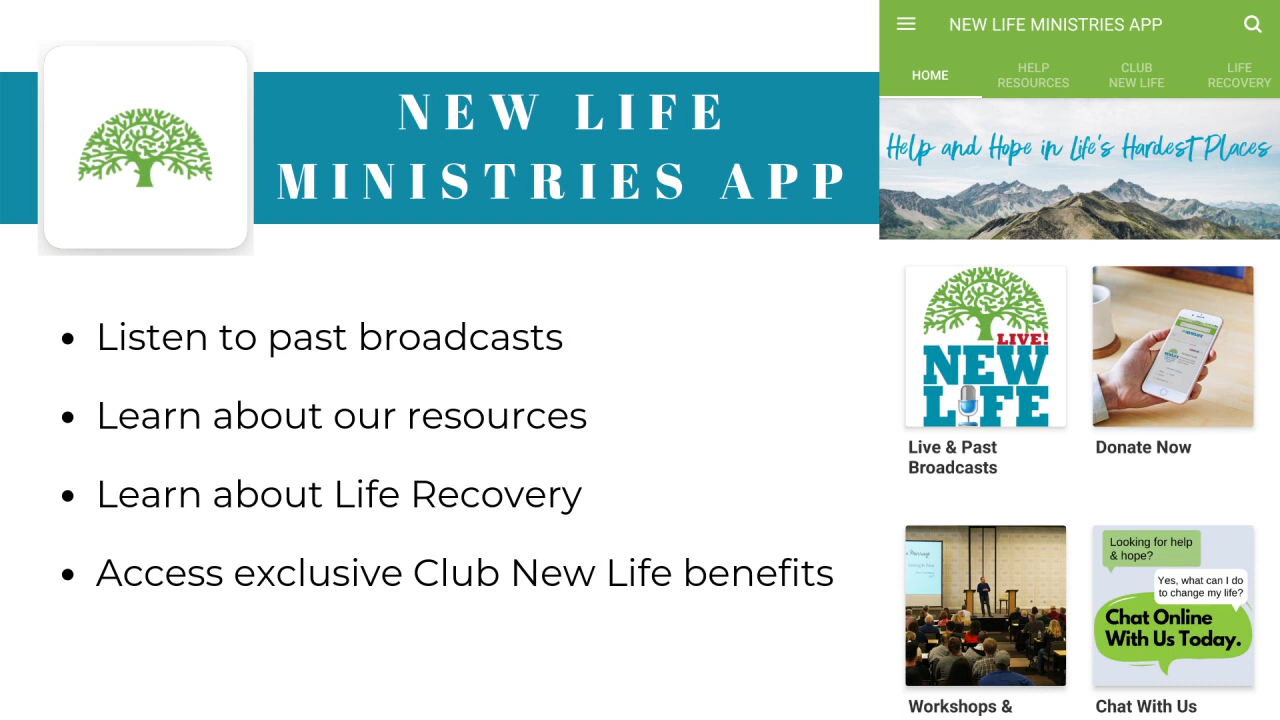 NEW LIFE
MINISTRIES APP
Listen to past broadcasts
Learn about our resources
Learn about Life Recovery
Access exclusive Club New Life benefits
NEW LIFE MINISTRIES APP
HOME
HELP
RESOURCES
CLUB
NEW LIFE
LIFE
RECOVERY
Help and Hope in Life's Hardest Places
LIVE!
NEW
LIFE
Live & Past
Broadcasts
Donate Now
Workshops &
Looking for help
& hope?
Yes, what can I do
to change my life?
Chat Online
With Us Today.
Chat With Us